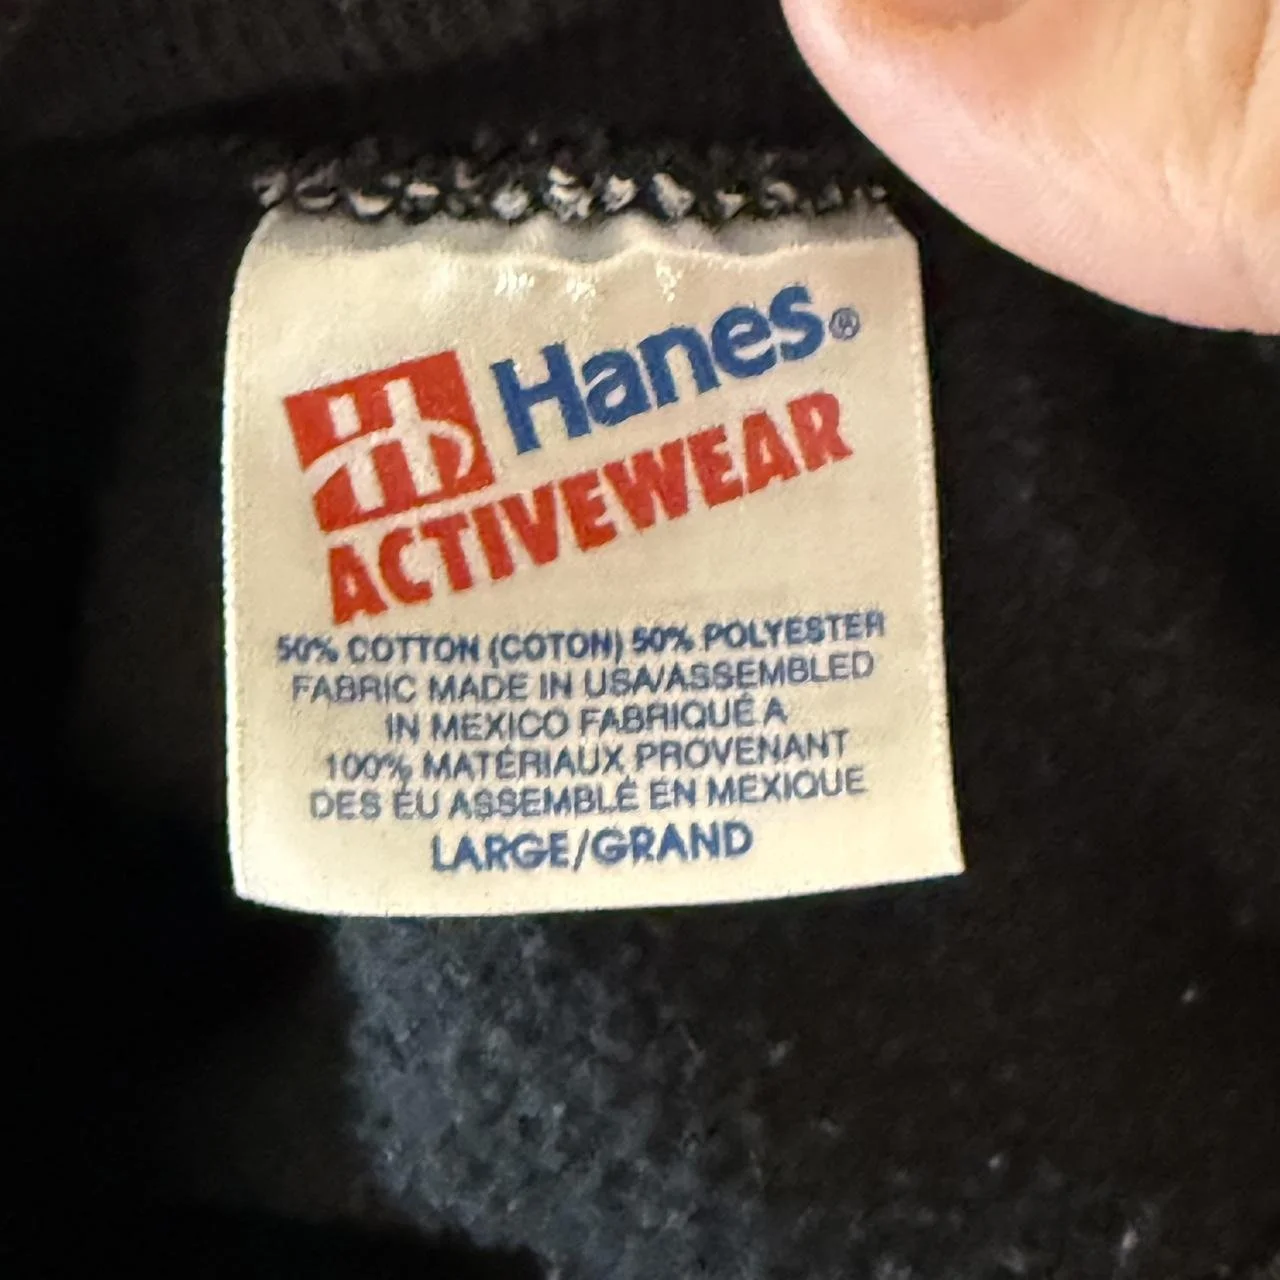 Hanes®
ACTIVEWEAR
50% COTTON (COTON) 50% POLYESTER
FABRIC MADE IN USA/ASSEMBLED
IN MEXICO FABRIQUÉ A
100% MATÉRIAUX PROVENANT
DES ÉU ASSEMBLÉ EN MEXIQUE
LARGE/GRAND